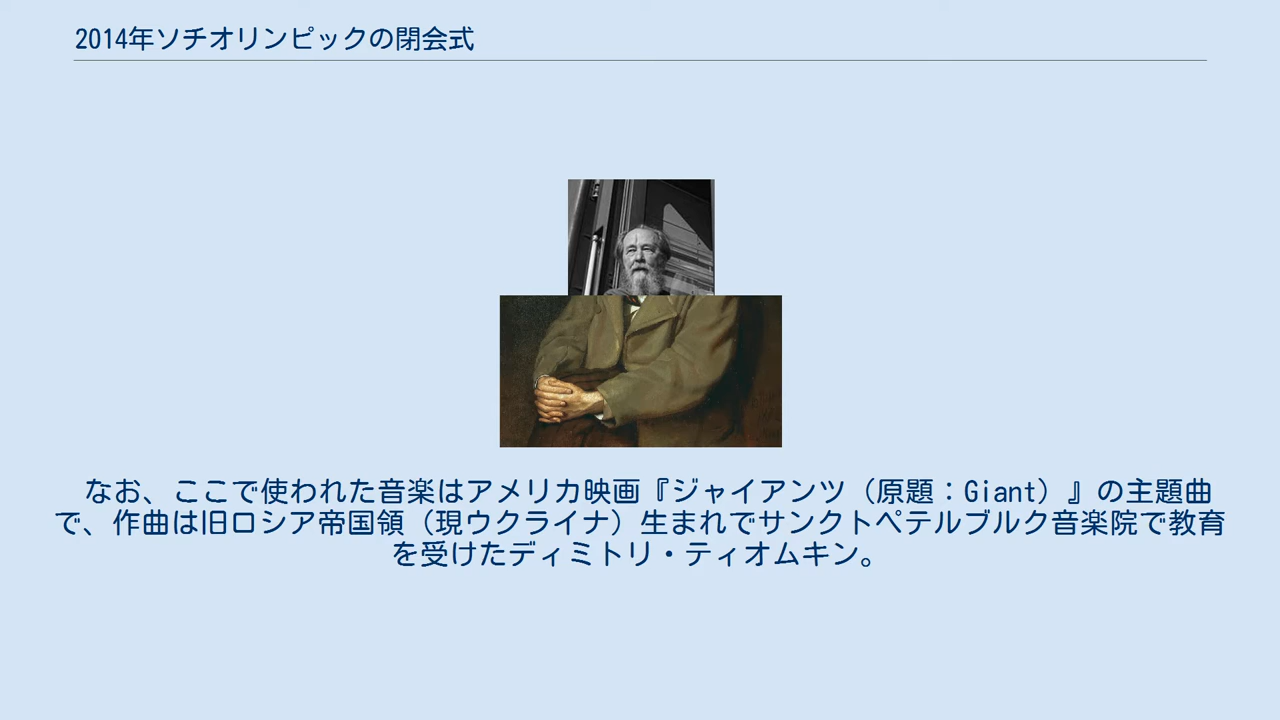 2014年ソチオリンピックの閉会式
なお、ここで使われた音楽はアメリカ映画『ジャイアンツ（原題：Giant）』の主題曲
で、作曲は旧ロシア帝国領（現ウクライナ）生まれでサンクトペテルブルク音楽院で教育
を受けたディミトリ・ティオムキン。